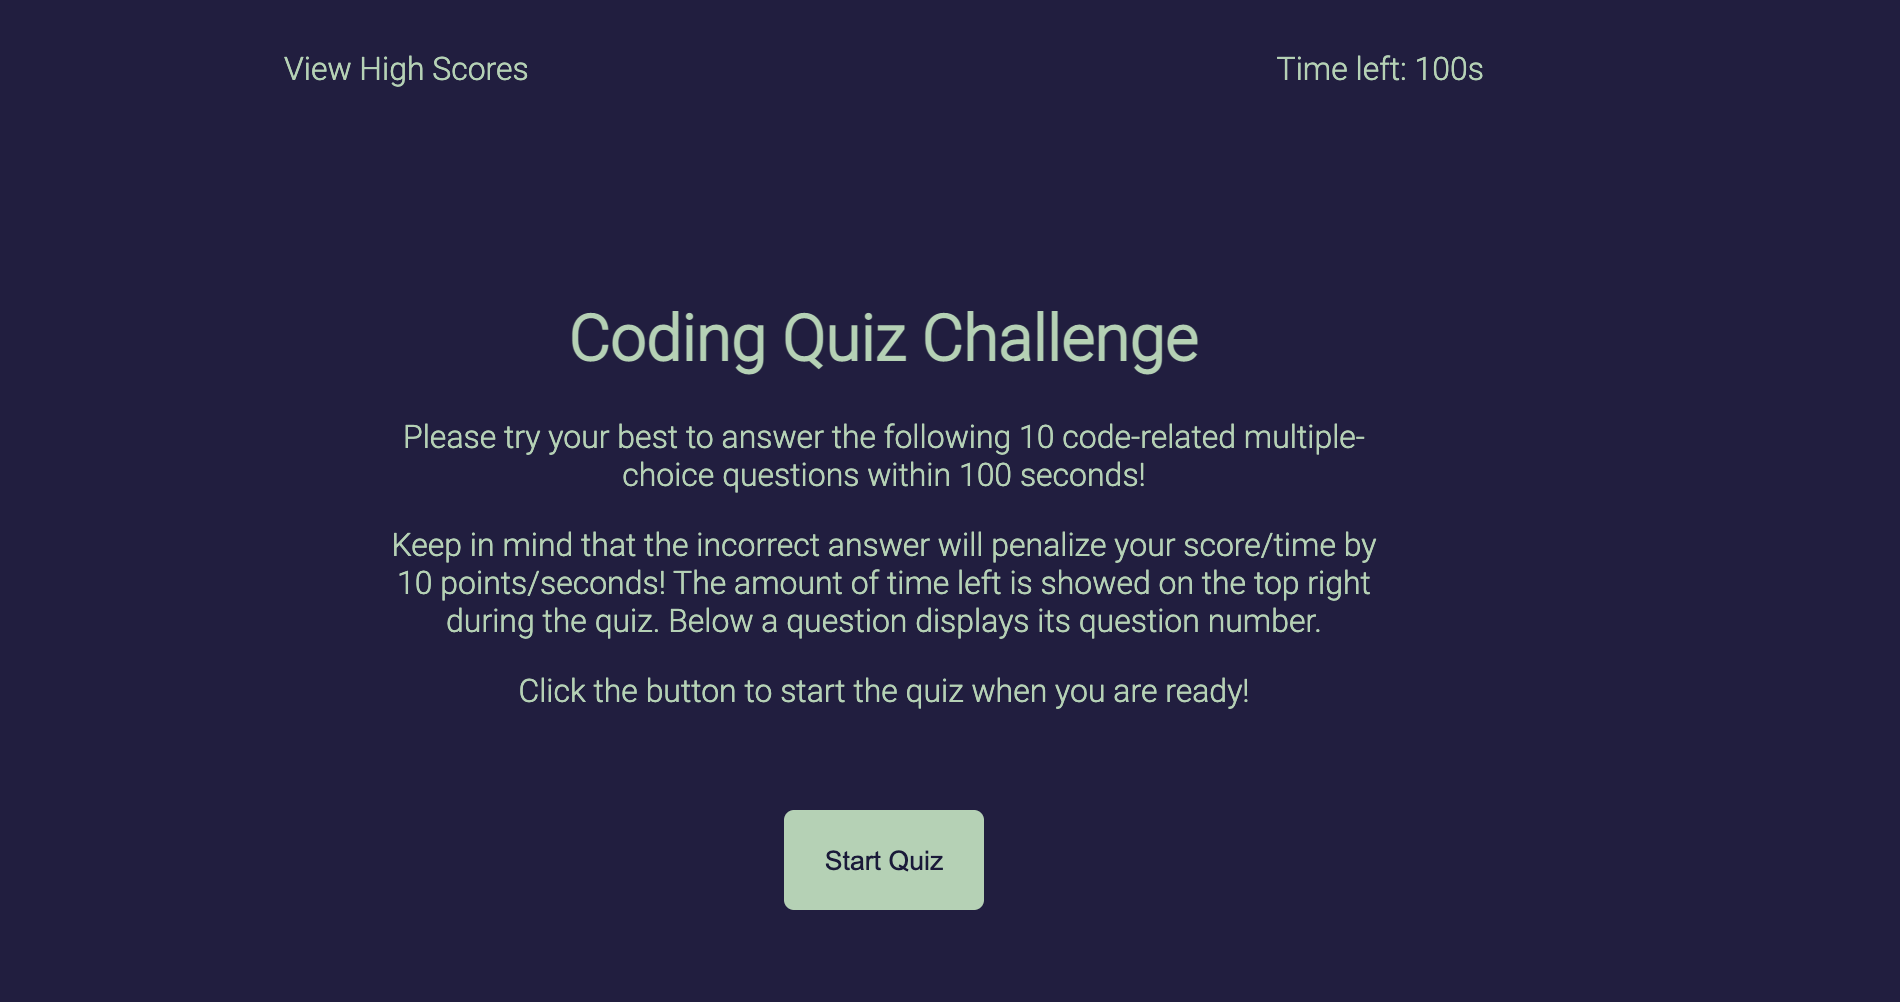 View High Scores
Time left: 100s
Coding Quiz Challenge
Please try your best to answer the following 10 code-related multiple-
choice questions within 100 seconds!
Keep in mind that the incorrect answer will penalize your score/time by
10 points/seconds! The amount of time left is showed on the top right
during the quiz. Below a question displays its question number.
Click the button to start the quiz when you are ready!
Start Quiz